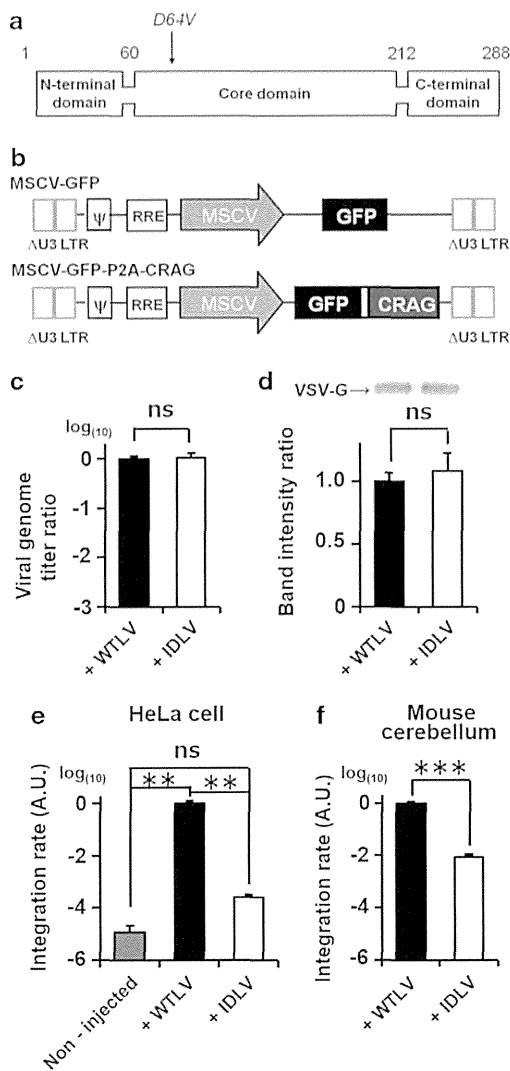 a
D64V
1 60 212 288
N-terminal domain
Core domain
C-terminal domain
b
MSCV-GFP
Ψ RRE MSCV GFP
ΔU3 LTR ΔU3 LTR
MSCV-GFP-P2A-CRAG
Ψ RRE MSCV GFP CRAG
ΔU3 LTR ΔU3 LTR
c
log(10)
ns
0
-1
-2
-3
Viral genome titer ratio
+ WTLV
+ IDLV
d
VSV-G→
ns
1.0
0.5
0
Band intensity ratio
+ WTLV
+ IDLV
e
HeLa cell
log(10)
ns
** **
0
-2
-4
-6
Integration rate (A.U.)
Non - injected
+ WTLV
+ IDLV
f
Mouse cerebellum
log(10)
***
0
-2
-4
-6
Integration rate (A.U.)
+ WTLV
+ IDLV